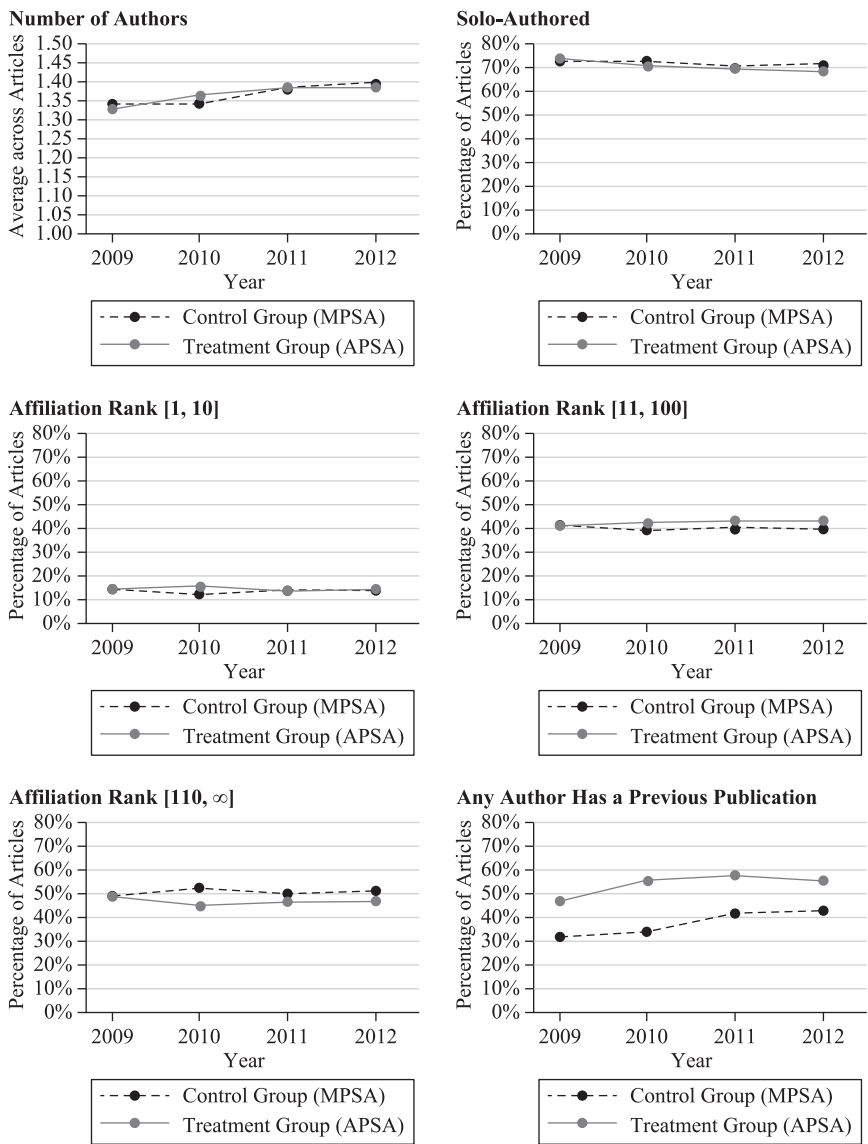 Number of Authors
Average across Articles
1.50
1.45
1.40
1.35
1.30
1.25
1.20
1.15
1.10
1.05
1.00
2009 2010 2011 2012
Year
Control Group (MPSA)
Treatment Group (APSA)
Solo-Authored
Percentage of Articles
80%
70%
60%
50%
40%
30%
20%
10%
0%
2009 2010 2011 2012
Year
Control Group (MPSA)
Treatment Group (APSA)
Affiliation Rank [1, 10]
Percentage of Articles
80%
70%
60%
50%
40%
30%
20%
10%
0%
2009 2010 2011 2012
Year
Control Group (MPSA)
Treatment Group (APSA)
Affiliation Rank [11, 100]
Percentage of Articles
80%
70%
60%
50%
40%
30%
20%
10%
0%
2009 2010 2011 2012
Year
Control Group (MPSA)
Treatment Group (APSA)
Affiliation Rank [110, ∞]
Percentage of Articles
80%
70%
60%
50%
40%
30%
20%
10%
0%
2009 2010 2011 2012
Year
Control Group (MPSA)
Treatment Group (APSA)
Any Author Has a Previous Publication
Percentage of Articles
80%
70%
60%
50%
40%
30%
20%
10%
0%
2009 2010 2011 2012
Year
Control Group (MPSA)
Treatment Group (APSA)